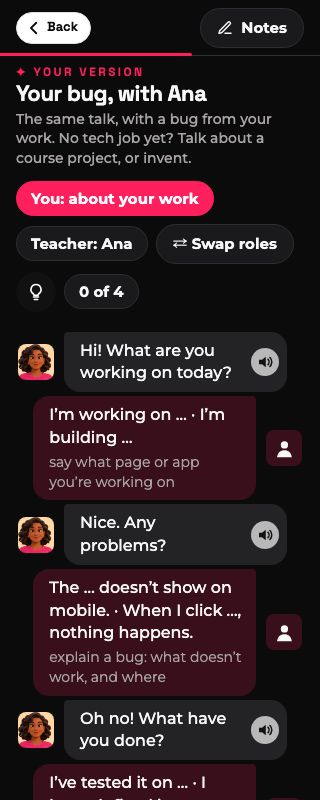 Back
Notes
✦ YOUR VERSION
Your bug, with Ana
The same talk, with a bug from your
work. No tech job yet? Talk about a
course project, or invent.
You: about your work
Teacher: Ana
⇄ Swap roles
0 of 4
Hi! What are you
working on today?
I'm working on ... · I'm
building ...
say what page or app
you're working on
Nice. Any
problems?
The ... doesn't show on
mobile. · When I click ...,
nothing happens.
explain a bug: what doesn't
work, and where
Oh no! What have
you done?
I've tested it on ... · I